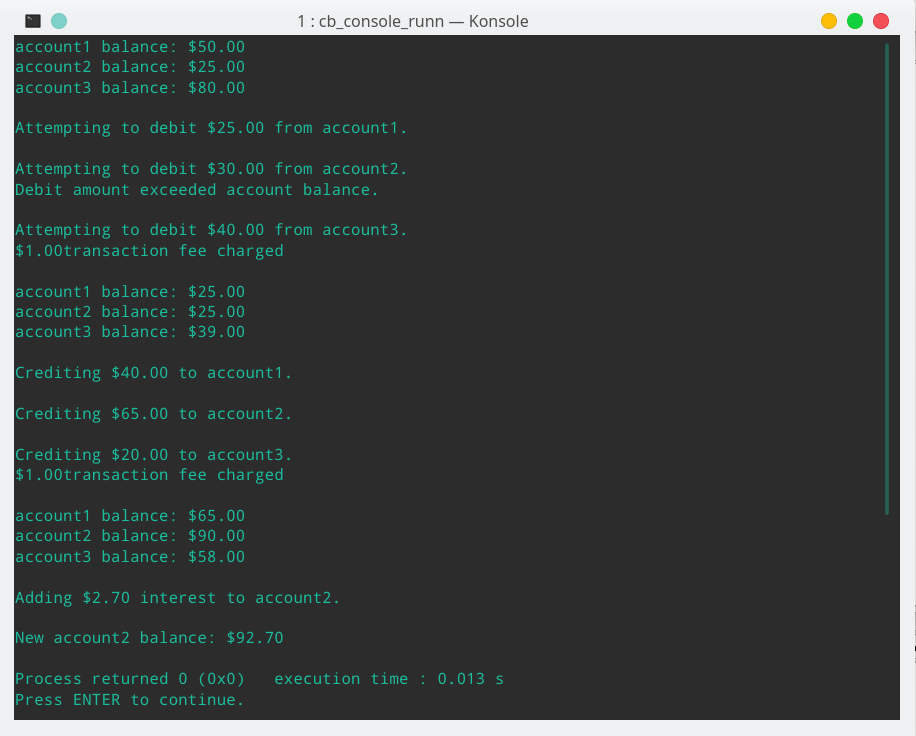 1 : cb_console_runn — Konsole
account1 balance: $50.00
account2 balance: $25.00
account3 balance: $80.00
Attempting to debit $25.00 from account1.
Attempting to debit $30.00 from account2.
Debit amount exceeded account balance.
Attempting to debit $40.00 from account3.
$1.00transaction fee charged
account1 balance: $25.00
account2 balance: $25.00
account3 balance: $39.00
Crediting $40.00 to account1.
Crediting $65.00 to account2.
Crediting $20.00 to account3.
$1.00transaction fee charged
account1 balance: $65.00
account2 balance: $90.00
account3 balance: $58.00
Adding $2.70 interest to account2.
New account2 balance: $92.70
Process returned 0 (0x0)   execution time : 0.013 s
Press ENTER to continue.